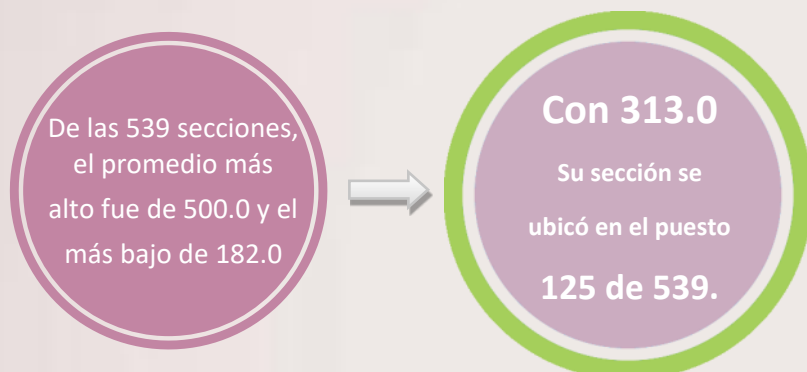 De las 539 secciones,
el promedio más
alto fue de 500.0 y el
más bajo de 182.0
Con 313.0
Su sección se
ubicó en el puesto
125 de 539.